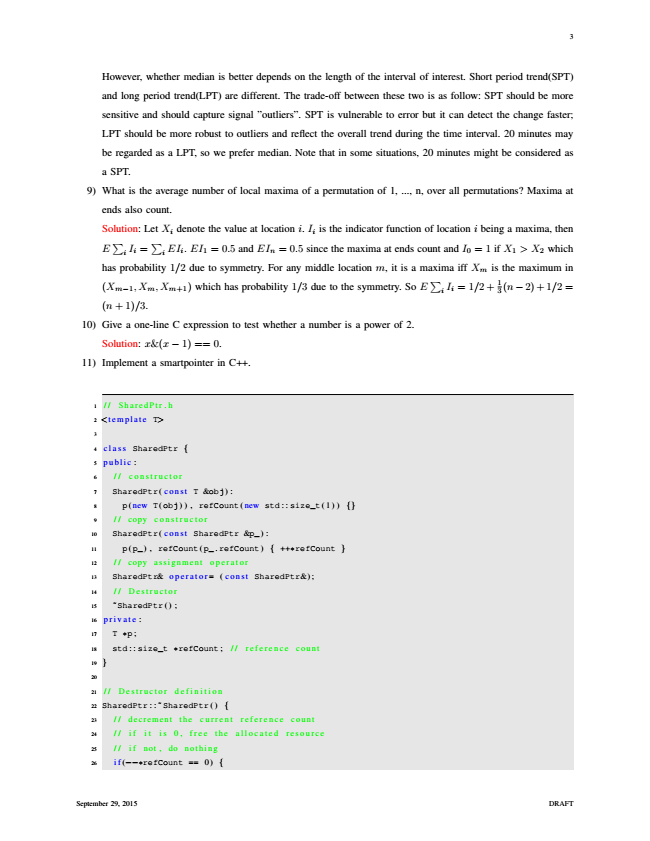 3
However, whether median is better depends on the length of the interval of interest. Short period trend(SPT)
and long period trend(LPT) are different. The trade-off between these two is as follow: SPT should be more
sensitive and should capture signal ”outliers”. SPT is vulnerable to error but it can detect the change faster;
LPT should be more robust to outliers and reflect the overall trend during the time interval. 20 minutes may
be regarded as a LPT, so we prefer median. Note that in some situations, 20 minutes might be considered as
a SPT.
9) What is the average number of local maxima of a permutation of 1, ..., n, over all permutations? Maxima at
ends also count.
Solution: Let X_i denote the value at location i. I_i is the indicator function of location i being a maxima, then
E ∑_i I_i = ∑_i EI_i. EI_1 = 0.5 and EI_n = 0.5 since the maxima at ends count and I_0 = 1 if X_1 > X_2 which
has probability 1/2 due to symmetry. For any middle location m, it is a maxima iff X_m is the maximum in
(X_{m−1}, X_m, X_{m+1}) which has probability 1/3 due to the symmetry. So E ∑_i I_i = 1/2 + 1/3(n − 2) + 1/2 =
(n + 1)/3.
10) Give a one-line C expression to test whether a number is a power of 2.
Solution: x&(x − 1) == 0.
11) Implement a smartpointer in C++.
1 // SharedPtr.h
2 <template T>
3
4 class SharedPtr {
5 public:
6 // constructor
7 SharedPtr(const T &obj):
8 p(new T(obj)), refCount(new std::size_t(1)) {}
9 // copy constructor
10 SharedPtr(const SharedPtr &p_):
11 p(p_), refCount(p_.refCount) { ++*refCount }
12 // copy assignment operator
13 SharedPtr& operator= (const SharedPtr&);
14 // Destructor
15 ~SharedPtr();
16 private:
17 T *p;
18 std::size_t *refCount; // reference count
19 }
20
21 // Destructor definition
22 SharedPtr::~SharedPtr() {
23 // decrement the current reference count
24 // if it is 0, free the allocated resource
25 // if not, do nothing
26 if(--*refCount == 0) {
September 29, 2015 DRAFT